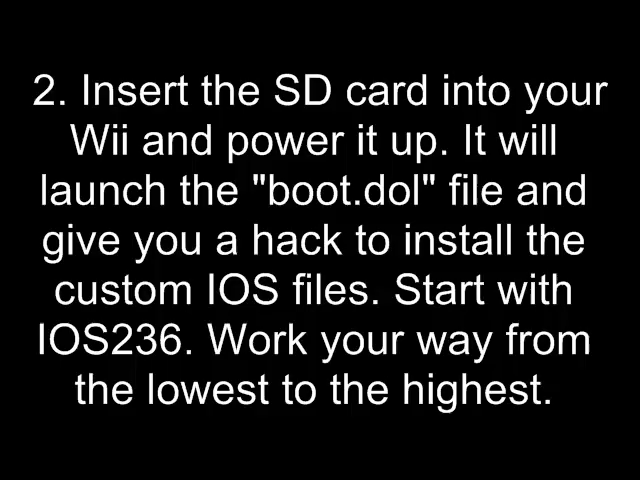 2. Insert the SD card into your
Wii and power it up. It will
launch the "boot.dol" file and
give you a hack to install the
custom IOS files. Start with
IOS236. Work your way from
the lowest to the highest.